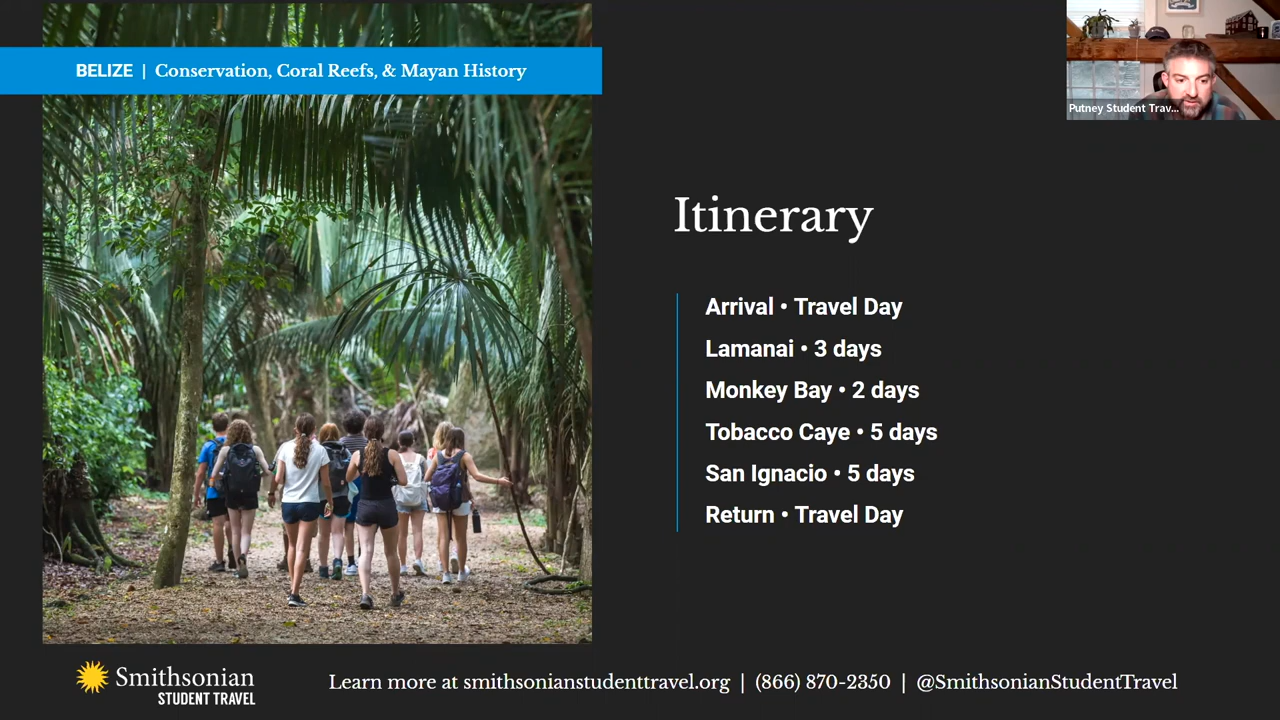 BELIZE | Conservation, Coral Reefs, & Mayan History
Putney Student Trav...
Itinerary
Arrival • Travel Day
Lamanai • 3 days
Monkey Bay • 2 days
Tobacco Caye • 5 days
San Ignacio • 5 days
Return • Travel Day
Smithsonian
STUDENT TRAVEL
Learn more at smithsonianstudenttravel.org | (866) 870-2350 | @SmithsonianStudentTravel